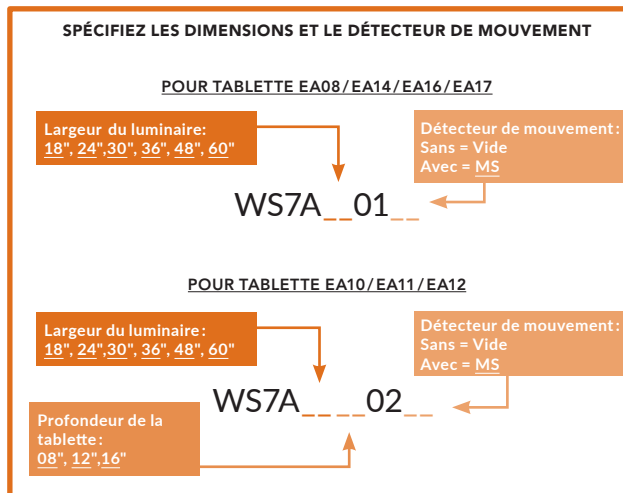 SPÉCIFIEZ LES DIMENSIONS ET LE DÉTECTEUR DE MOUVEMENT
POUR TABLETTE EA08/EA14/EA16/EA17
Largeur du luminaire:
18", 24",30", 36", 48", 60"
Détecteur de mouvement:
Sans = Vide
Avec = MS
WS7A__01__
POUR TABLETTE EA10/EA11/EA12
Largeur du luminaire:
18", 24",30", 36", 48", 60"
Détecteur de mouvement:
Sans = Vide
Avec = MS
WS7A____02__
Profondeur de la
tablette:
08", 12",16"